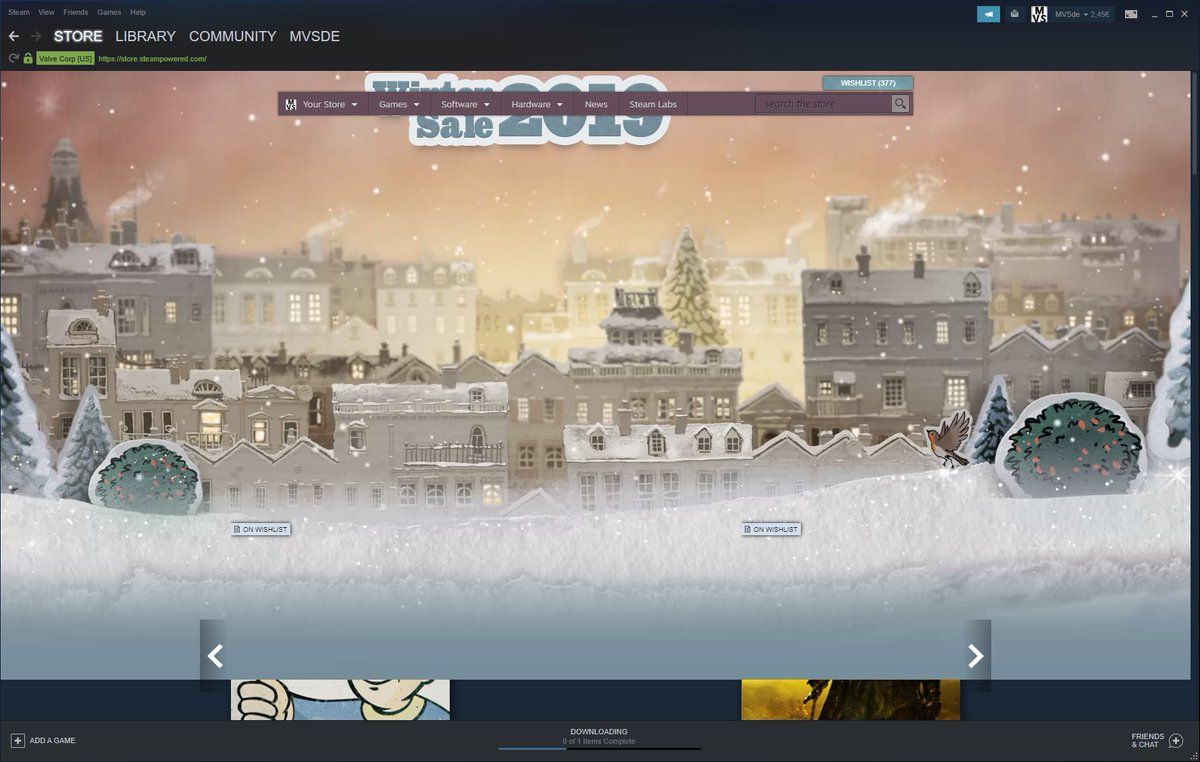 Steam View Friends Games Help
MVSde 2,45€
STORE LIBRARY COMMUNITY MVSDE
Valve Corp [US] https://store.steampowered.com/
Winter
Sale 2019
WISHLIST (377)
MVS Your Store Games Software Hardware News Steam Labs search the store
ON WISHLIST ON WISHLIST
ADD A GAME
DOWNLOADING
0 of 1 Items Complete
FRIENDS
& CHAT